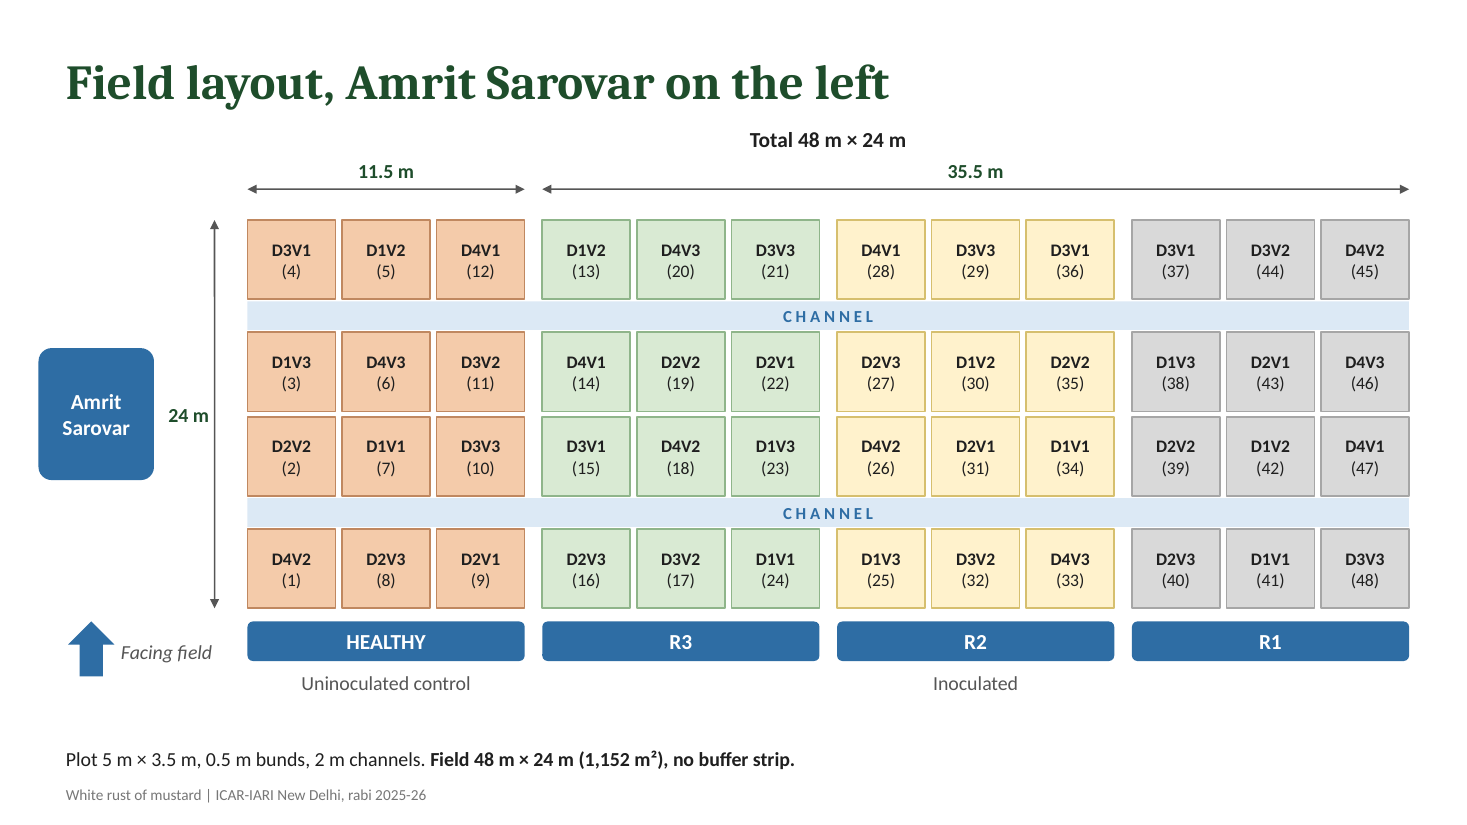 Field layout, Amrit Sarovar on the left
Total 48 m × 24 m
11.5 m
35.5 m
D3V1 D1V2 D4V1 D1V2 D4V3 D3V3 D4V1 D3V3 D3V1 D3V1 D3V2 D4V2
(4) (5) (12) (13) (20) (21) (28) (29) (36) (37) (44) (45)
CHANNEL
D1V3 D4V3 D3V2 D4V1 D2V2 D2V1 D2V3 D1V2 D2V2 D1V3 D2V1 D4V3
(3) (6) (11) (14) (19) (22) (27) (30) (35) (38) (43) (46)
Amrit
Sarovar
24 m
D2V2 D1V1 D3V3 D3V1 D4V2 D1V3 D4V2 D2V1 D1V1 D2V2 D1V2 D4V1
(2) (7) (10) (15) (18) (23) (26) (31) (34) (39) (42) (47)
CHANNEL
D4V2 D2V3 D2V1 D2V3 D3V2 D1V1 D1V3 D3V2 D4V3 D2V3 D1V1 D3V3
(1) (8) (9) (16) (17) (24) (25) (32) (33) (40) (41) (48)
Facing field
HEALTHY R3 R2 R1
Uninoculated control
Inoculated
Plot 5 m × 3.5 m, 0.5 m bunds, 2 m channels. Field 48 m × 24 m (1,152 m²), no buffer strip.
White rust of mustard | ICAR-IARI New Delhi, rabi 2025-26